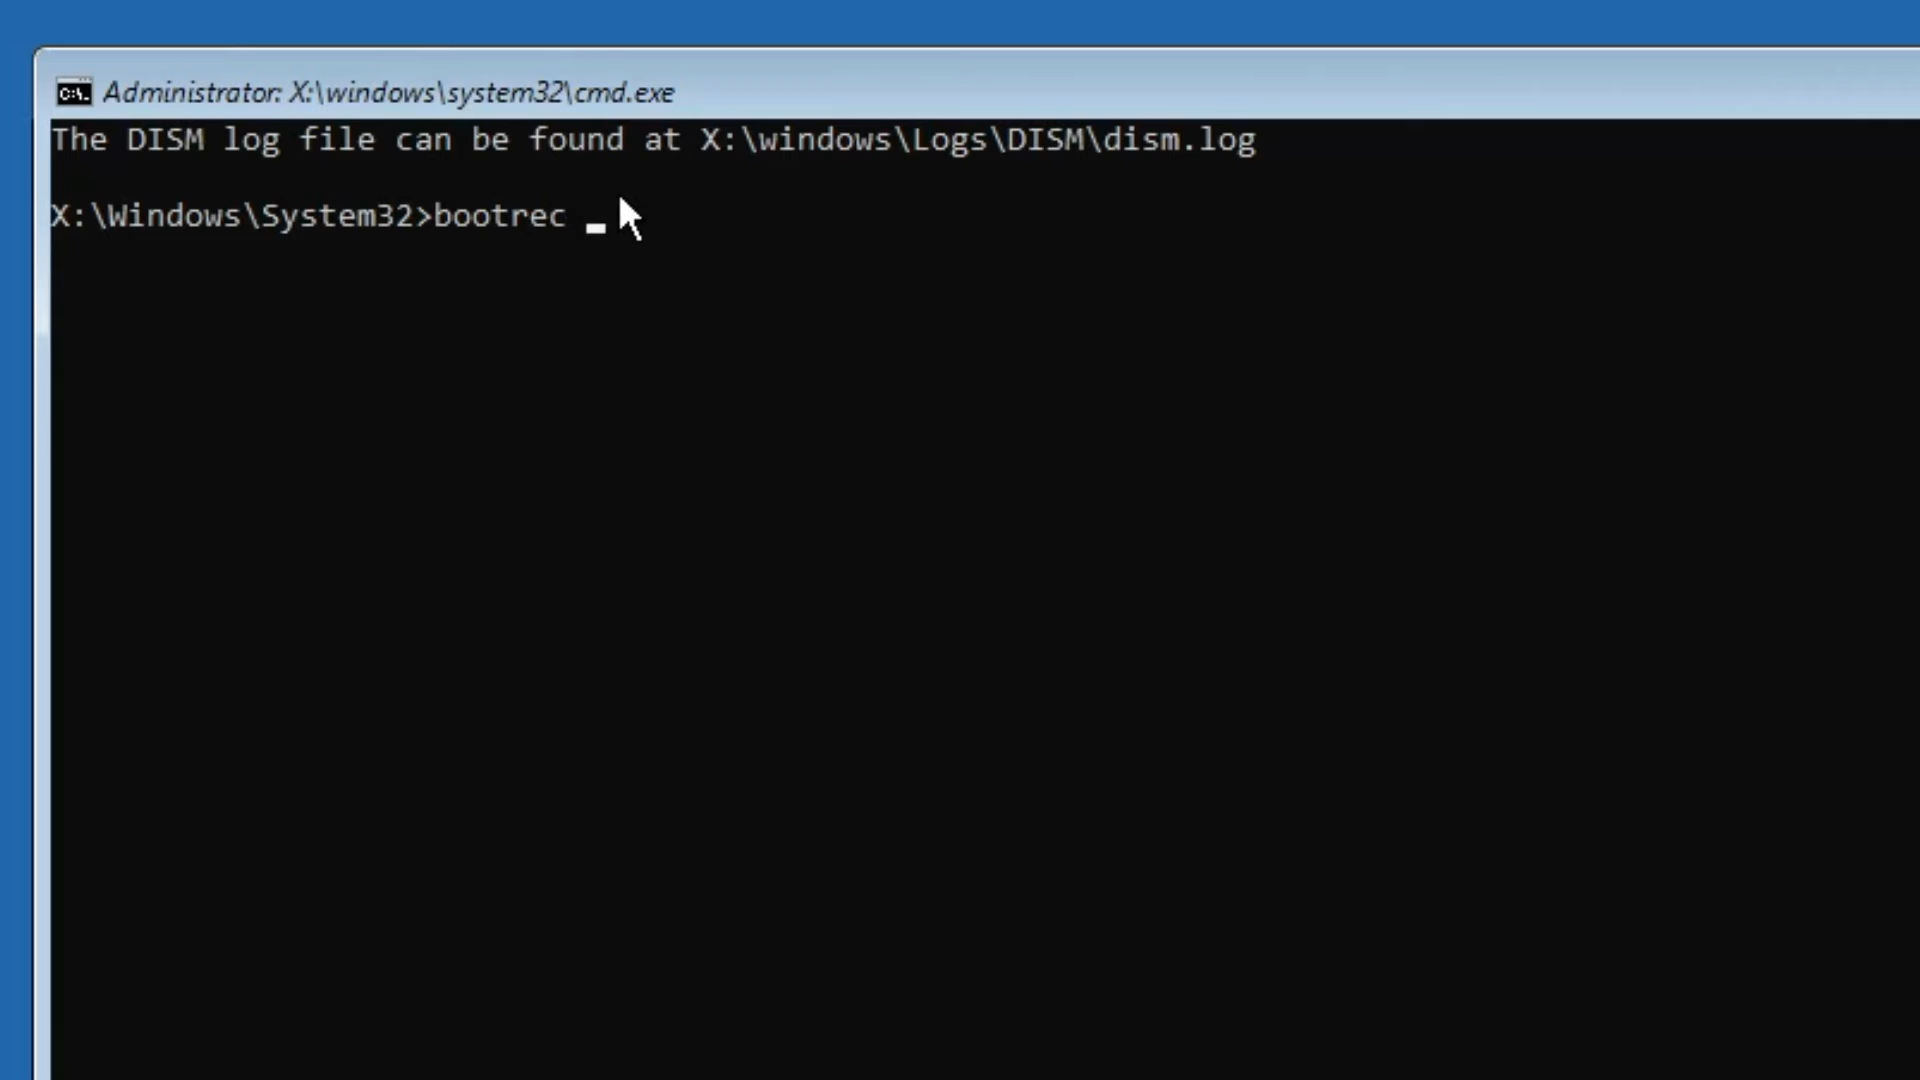 Administrator: X:\windows\system32\cmd.exe
The DISM log file can be found at X:\windows\Logs\DISM\dism.log
X:\Windows\System32>bootrec _